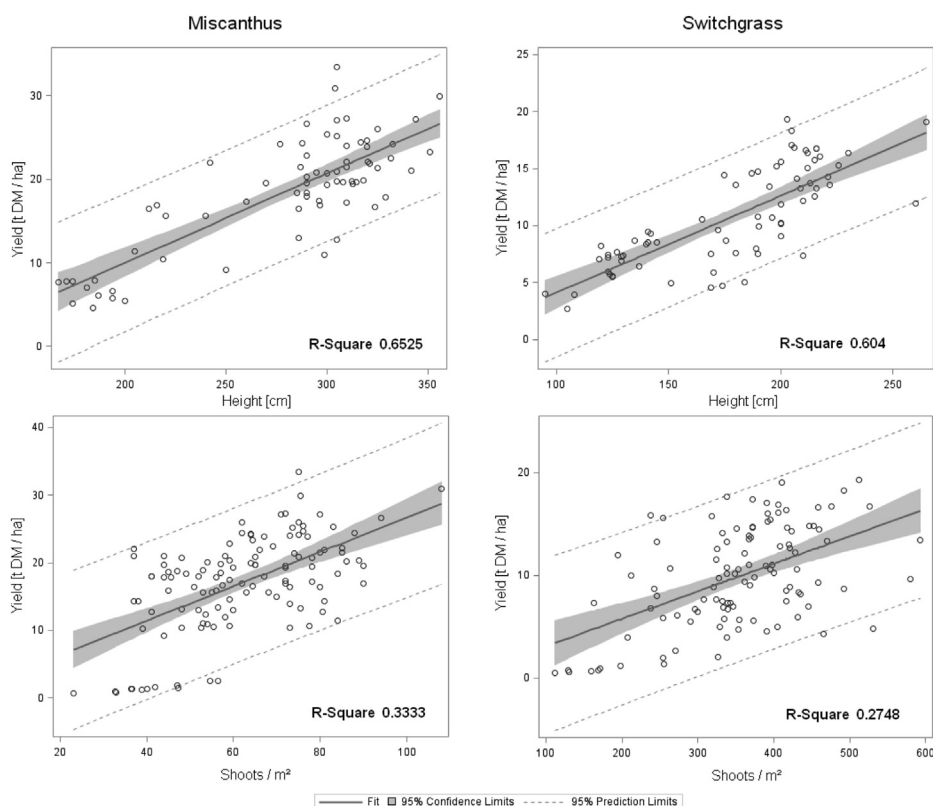 Miscanthus
Switchgrass
Yield [t DM / ha]
30
20
10
0
R-Square 0.6525
200
250
300
350
Height [cm]
Yield [t DM / ha]
25
20
15
10
5
0
R-Square 0.604
100
150
200
250
Height [cm]
Yield [t DM / ha]
40
30
20
10
0
R-Square 0.3333
20
40
60
80
100
Shoots / m²
Yield [t DM / ha]
20
10
0
R-Square 0.2748
100
200
300
400
500
600
Shoots / m²
Fit 95% Confidence Limits 95% Prediction Limits